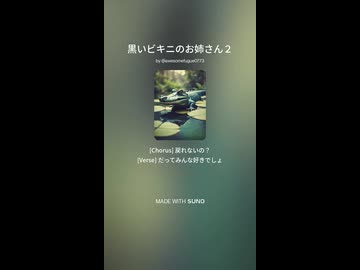 黒いビキニのお姉さん２
by @awesomefugue0773
[Chorus] 戻れないの？
[Verse] だってみんな好きでしょ
MADE WITH SUNO